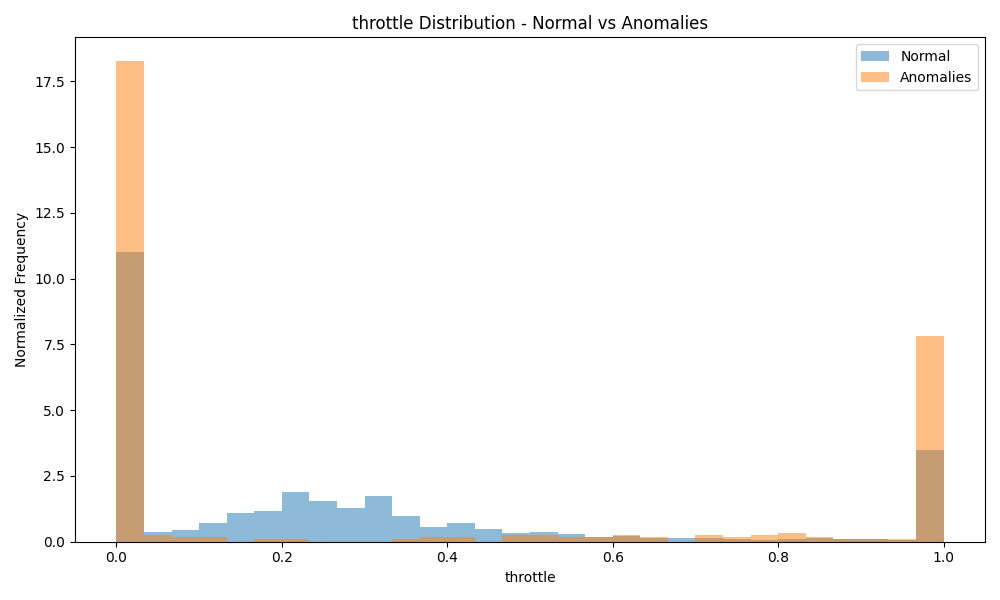 throttle Distribution - Normal vs Anomalies
Normal
Anomalies
Normalized Frequency
17.5
15.0
12.5
10.0
7.5
5.0
2.5
0.0
0.0 0.2 0.4 0.6 0.8 1.0
throttle